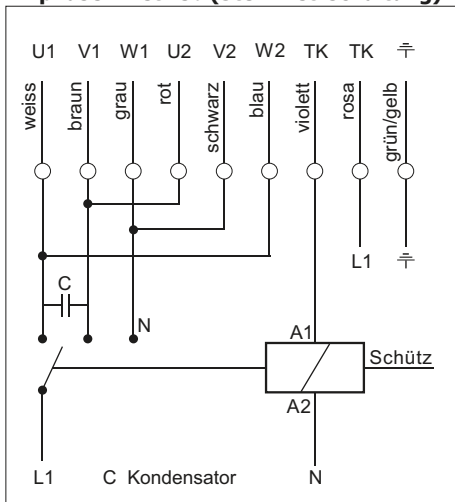 (Steinmetzschaltung)
U1 V1 W1 U2 V2 W2 TK TK
weiss
braun
grau
rot
schwarz
blau
violett
rosa
grün/gelb
L1
C
N
A1
Schütz
A2
L1
C Kondensator
N